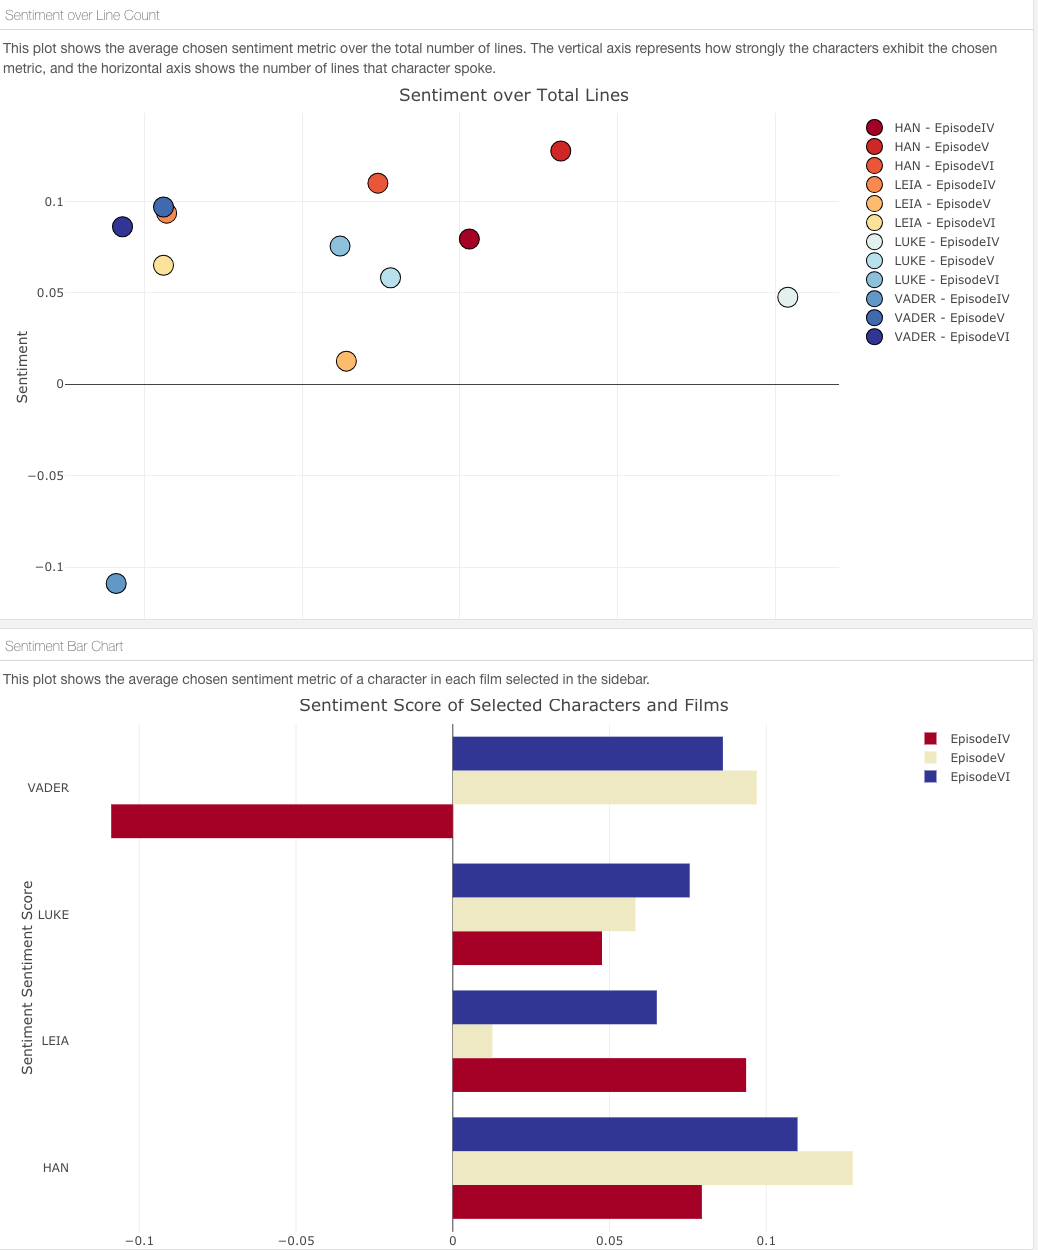 Sentiment over Line Count
This plot shows the average chosen sentiment metric over the total number of lines. The vertical axis represents how strongly the characters exhibit the chosen
metric, and the horizontal axis shows the number of lines that character spoke.
Sentiment over Total Lines
HAN - EpisodeIV
HAN - EpisodeV
HAN - EpisodeVI
LEIA - EpisodeIV
LEIA - EpisodeV
LEIA - EpisodeVI
LUKE - EpisodeIV
LUKE - EpisodeV
LUKE - EpisodeVI
VADER - EpisodeIV
VADER - EpisodeV
VADER - EpisodeVI
Sentiment
0.1
0.05
0
−0.05
−0.1
Sentiment Bar Chart
This plot shows the average chosen sentiment metric of a character in each film selected in the sidebar.
Sentiment Score of Selected Characters and Films
EpisodeIV
EpisodeV
EpisodeVI
Sentiment Sentiment Score
VADER
LUKE
LEIA
HAN
−0.1
−0.05
0
0.05
0.1